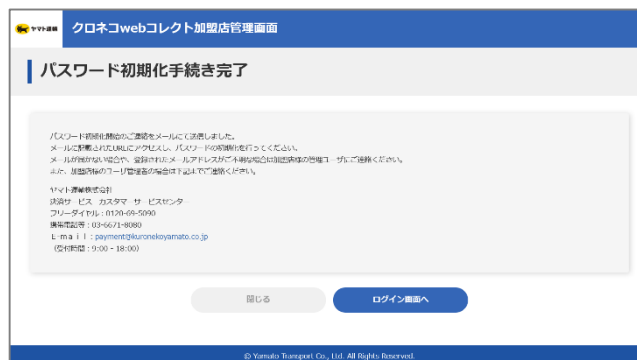 ヤマト運輸
クロネコwebコレクト加盟店管理画面
パスワード初期化手続き完了
パスワード初期化開始のご連絡をメールにて送信しました。
メールに記載されたURLにアクセスし、パスワードの初期化を行ってください。
メールが届かない場合や、登録されたメールアドレスがご不明な場合は加盟店様の管理ユーザにご連絡ください。
また、加盟店様のユーザ管理者の場合は下記までご連絡ください。
ヤマト運輸株式会社
決済サービス カスタマーサービスセンター
フリーダイヤル：0120-69-5090
携帯電話等：03-6671-8080
E-mail：payment@kuronekoyamato.co.jp
（受付時間：9:00 - 18:00）
閉じる
ログイン画面へ
© Yamato Transport Co., Ltd. All Rights Reserved.